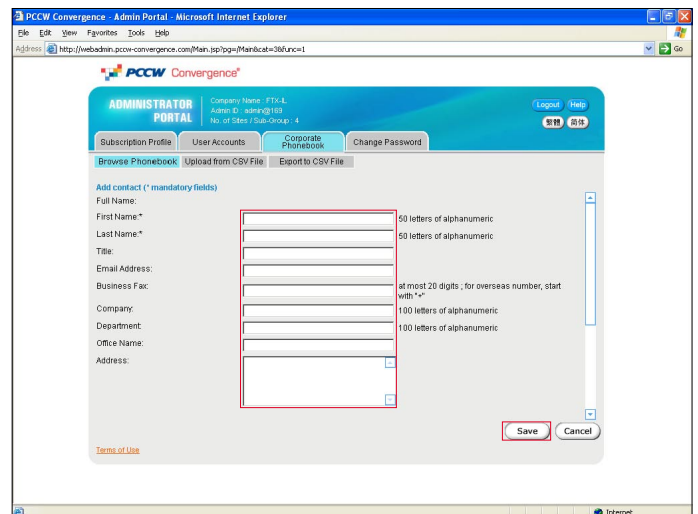 PCCW Convergence - Admin Portal - Microsoft Internet Explorer
File Edit View Favorites Tools Help
Address http://webadmin.pccw-convergence.com/Main.jsp?pg=/Main&cat=3&func=1 Go
PCCW Convergence
ADMINISTRATOR PORTAL
Company Name : FTX-IL
Admin ID : admin@169
No. of Sites / Sub-Group : 4
Logout Help
繁體 简体
Subscription Profile User Accounts Corporate Phonebook Change Password
Browse Phonebook Upload from CSV File Export to CSV File
Add contact (* mandatory fields)
Full Name:
First Name:* 50 letters of alphanumeric
Last Name:* 50 letters of alphanumeric
Title:
Email Address:
Business Fax: at most 20 digits ; for overseas number, start with "+"
Company: 100 letters of alphanumeric
Department: 100 letters of alphanumeric
Office Name:
Address:
Save Cancel
Terms of Use
Internet